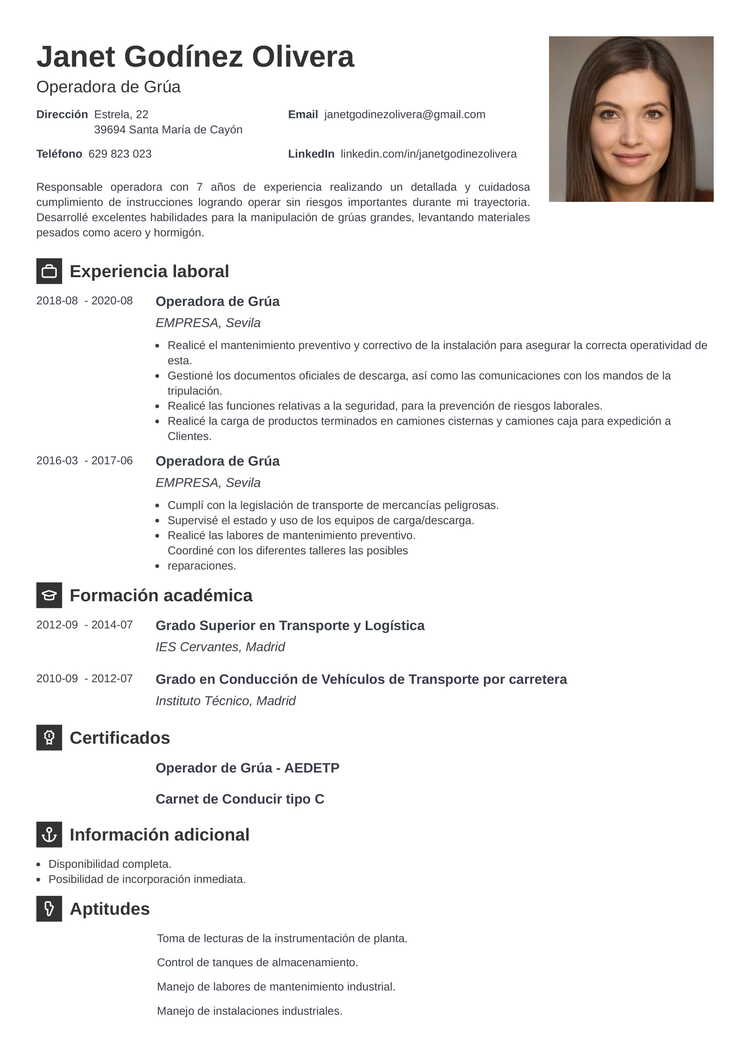 Janet Godínez Olivera
Operadora de Grúa
Dirección Estrela, 22
39694 Santa María de Cayón
Email janetgodinezolivera@gmail.com
Teléfono 629 823 023
LinkedIn linkedin.com/in/janetgodinezolivera
Responsable operadora con 7 años de experiencia realizando un detallada y cuidadosa
cumplimiento de instrucciones logrando operar sin riesgos importantes durante mi trayectoria.
Desarrollé excelentes habilidades para la manipulación de grúas grandes, levantando materiales
pesados como acero y hormigón.
Experiencia laboral
2018-08 - 2020-08 Operadora de Grúa
EMPRESA, Sevila
• Realicé el mantenimiento preventivo y correctivo de la instalación para asegurar la correcta operatividad de
esta.
• Gestioné los documentos oficiales de descarga, así como las comunicaciones con los mandos de la
tripulación.
• Realicé las funciones relativas a la seguridad, para la prevención de riesgos laborales.
• Realicé la carga de productos terminados en camiones cisternas y camiones caja para expedición a
Clientes.
2016-03 - 2017-06 Operadora de Grúa
EMPRESA, Sevila
• Cumplí con la legislación de transporte de mercancías peligrosas.
• Supervisé el estado y uso de los equipos de carga/descarga.
• Realicé las labores de mantenimiento preventivo.
Coordiné con los diferentes talleres las posibles
• reparaciones.
Formación académica
2012-09 - 2014-07 Grado Superior en Transporte y Logística
IES Cervantes, Madrid
2010-09 - 2012-07 Grado en Conducción de Vehículos de Transporte por carretera
Instituto Técnico, Madrid
Certificados
Operador de Grúa - AEDETP
Carnet de Conducir tipo C
Información adicional
• Disponibilidad completa.
• Posibilidad de incorporación inmediata.
Aptitudes
Toma de lecturas de la instrumentación de planta.
Control de tanques de almacenamiento.
Manejo de labores de mantenimiento industrial.
Manejo de instalaciones industriales.